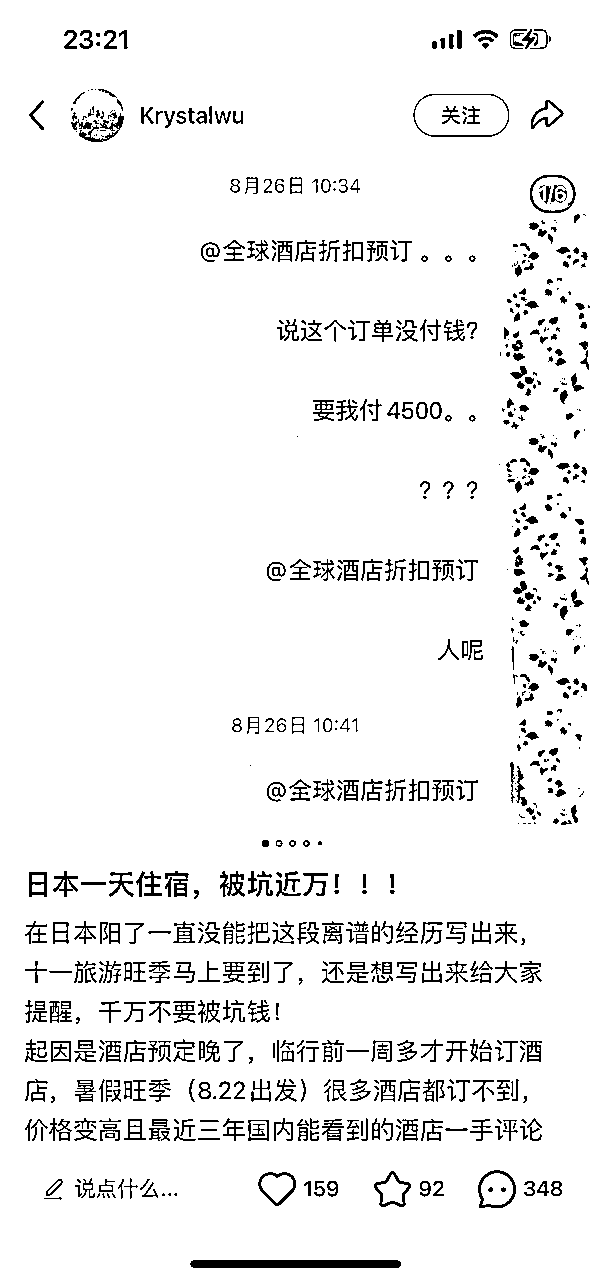 23:21
Krystalwu
关注
8月26日 10:34
1/6
@全球酒店折扣预订 。。。
说这个订单没付钱？
要我付4500。。
？？？
@全球酒店折扣预订
人呢
8月26日 10:41
@全球酒店折扣预订
日本一天住宿，被坑近万！！！
在日本阳了一直没能把这段离谱的经历写出来，
十一旅游旺季马上要到了，还是想写出来给大家
提醒，千万不要被坑钱！
起因是酒店预定晚了，临行前一周多才开始订酒
店，暑假旺季（8.22出发）很多酒店都订不到，
价格变高且最近三年国内能看到的酒店一手评论
说点什么...
159
92
348